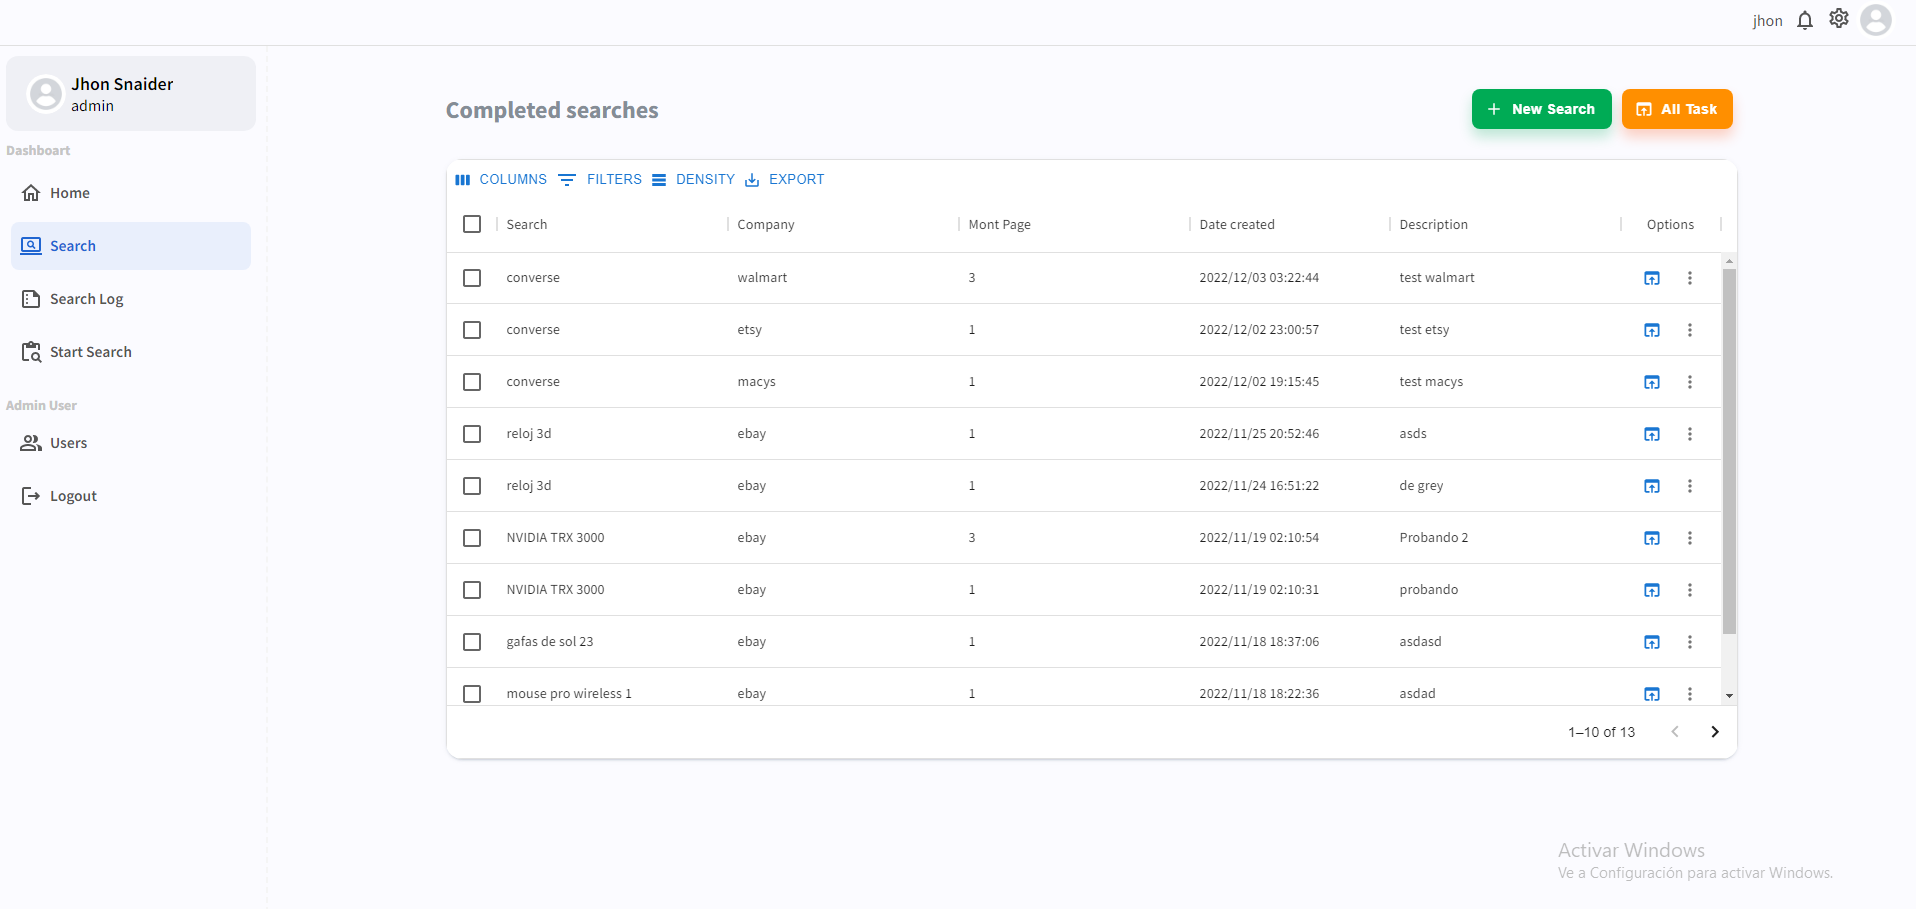 jhon
Jhon Snaider
admin
Dashboart
Home
Search
Search Log
Start Search
Admin User
Users
Logout
Completed searches
New Search
All Task
COLUMNS FILTERS DENSITY EXPORT
Search Company Mont Page Date created Description Options
converse walmart 3 2022/12/03 03:22:44 test walmart
converse etsy 1 2022/12/02 23:00:57 test etsy
converse macys 1 2022/12/02 19:15:45 test macys
reloj 3d ebay 1 2022/11/25 20:52:46 asds
reloj 3d ebay 1 2022/11/24 16:51:22 de grey
NVIDIA TRX 3000 ebay 3 2022/11/19 02:10:54 Probando 2
NVIDIA TRX 3000 ebay 1 2022/11/19 02:10:31 probando
gafas de sol 23 ebay 1 2022/11/18 18:37:06 asdasd
mouse pro wireless 1 ebay 1 2022/11/18 18:22:36 asdad
1–10 of 13
Activar Windows
Ve a Configuración para activar Windows.